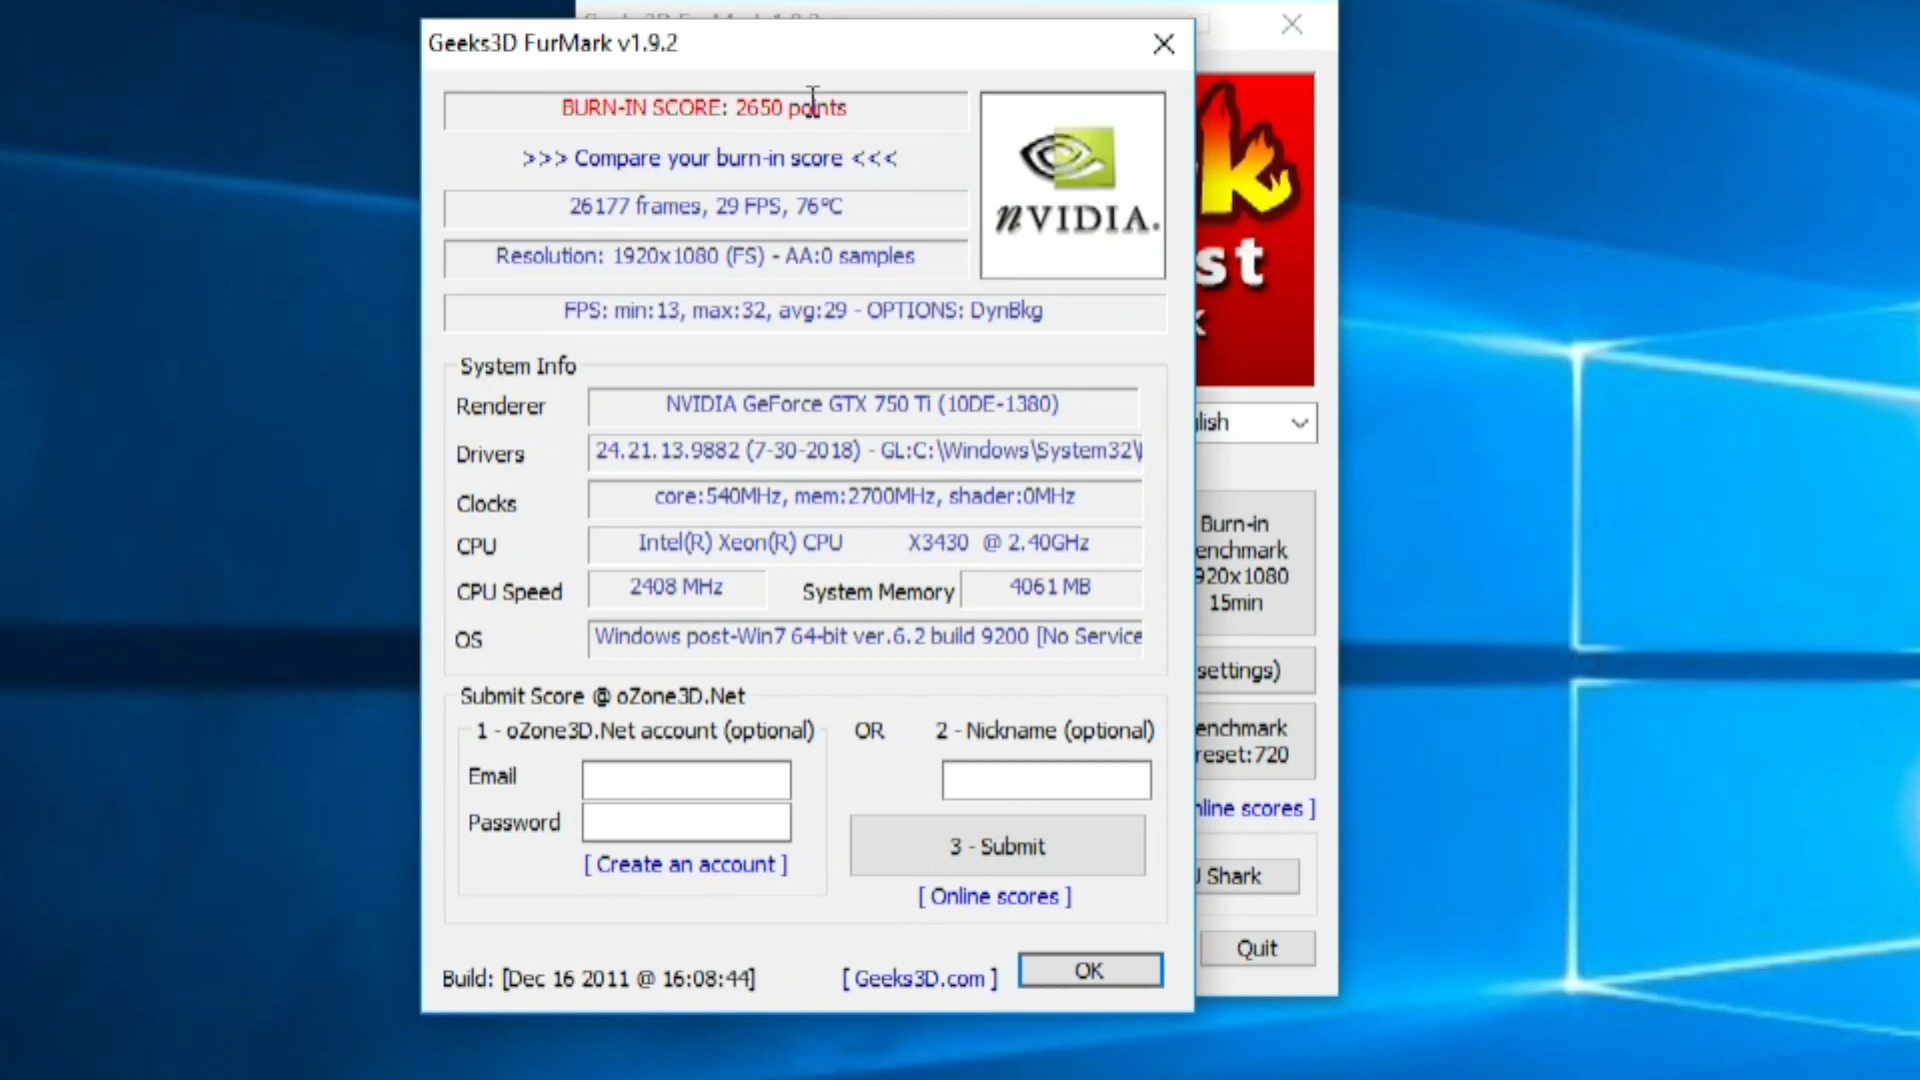 Geeks3D FurMark v1.9.2
BURN-IN SCORE: 2650 points
>>> Compare your burn-in score <<<
26177 frames, 29 FPS, 76°C
Resolution: 1920x1080 (FS) - AA:0 samples
nVIDIA.
FPS: min:13, max:32, avg:29 - OPTIONS: DynBkg
System Info
Renderer NVIDIA GeForce GTX 750 Ti (10DE-1380)
Drivers 24.21.13.9882 (7-30-2018) - GL:C:\Windows\System32\
Clocks core:540MHz, mem:2700MHz, shader:0MHz
CPU Intel(R) Xeon(R) CPU X3430 @ 2.40GHz
CPU Speed 2408 MHz System Memory 4061 MB
OS Windows post-Win7 64-bit ver.6.2 build 9200 [No Service
Submit Score @ oZone3D.Net
1 - oZone3D.Net account (optional) OR 2 - Nickname (optional)
Email
Password
[ Create an account ]
3 - Submit
[ Online scores ]
Build: [Dec 16 2011 @ 16:08:44] [ Geeks3D.com ] OK
k
st
lish
Burn-in
enchmark
920x1080
15min
settings)
enchmark
reset:720
nline scores ]
Shark
Quit